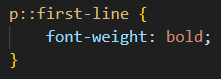 p::first-line {
    font-weight: bold;
}